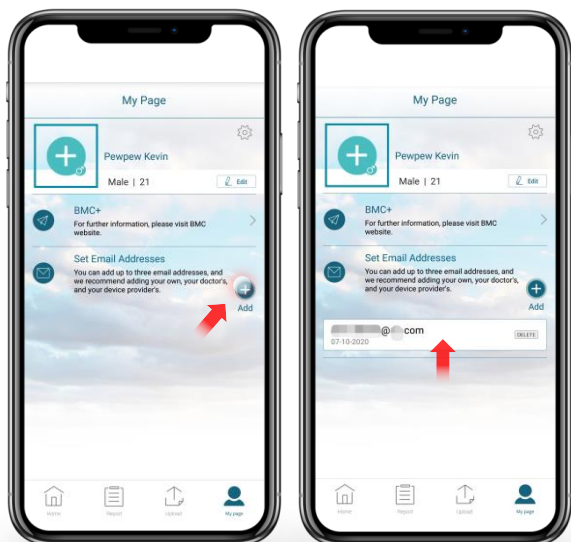 My Page
Pewpew Kevin
Male | 21
Edit
BMC+
For further information, please visit BMC
website.
Set Email Addresses
You can add up to three email addresses, and
we recommend adding your own, your doctor's,
and your device provider's.
Add
Home
Report
Upload
My page
My Page
Pewpew Kevin
Male | 21
Edit
BMC+
For further information, please visit BMC
website.
Set Email Addresses
You can add up to three email addresses, and
we recommend adding your own, your doctor's,
and your device provider's.
Add
@ com
07-10-2020
DELETE
Home
Report
Upload
My page